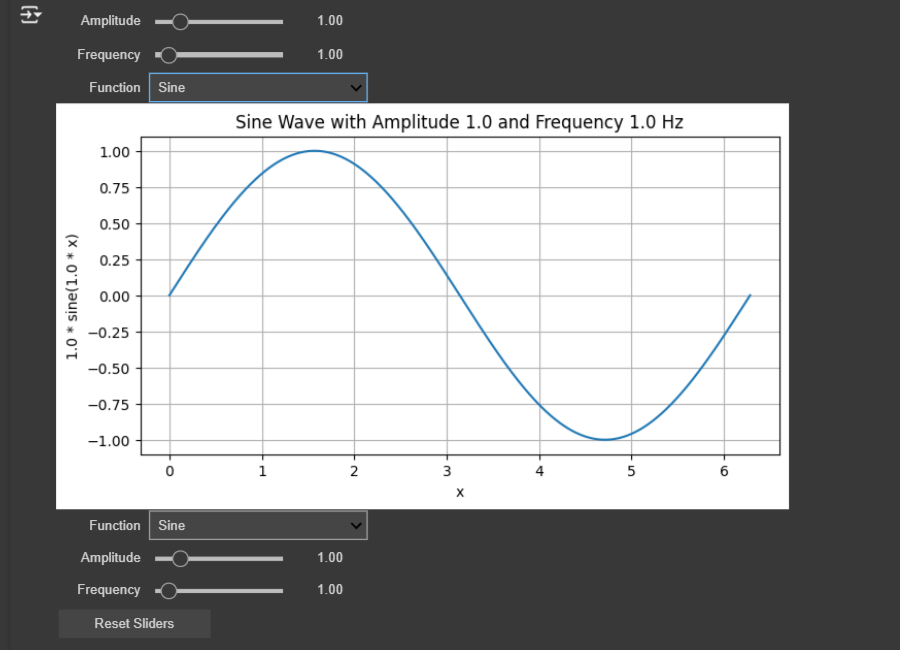 Amplitude 1.00
Frequency 1.00
Function Sine
Sine Wave with Amplitude 1.0 and Frequency 1.0 Hz
1.0 * sine(1.0 * x)
1.00
0.75
0.50
0.25
0.00
−0.25
−0.50
−0.75
−1.00
0 1 2 3 4 5 6
x
Function Sine
Amplitude 1.00
Frequency 1.00
Reset Sliders